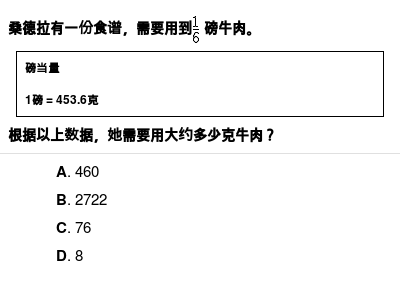 桑德拉有一份食谱，需要用到1/6 磅牛肉。
磅当量
1磅 = 453.6克
根据以上数据，她需要用大约多少克牛肉？
A. 460
B. 2722
C. 76
D. 8